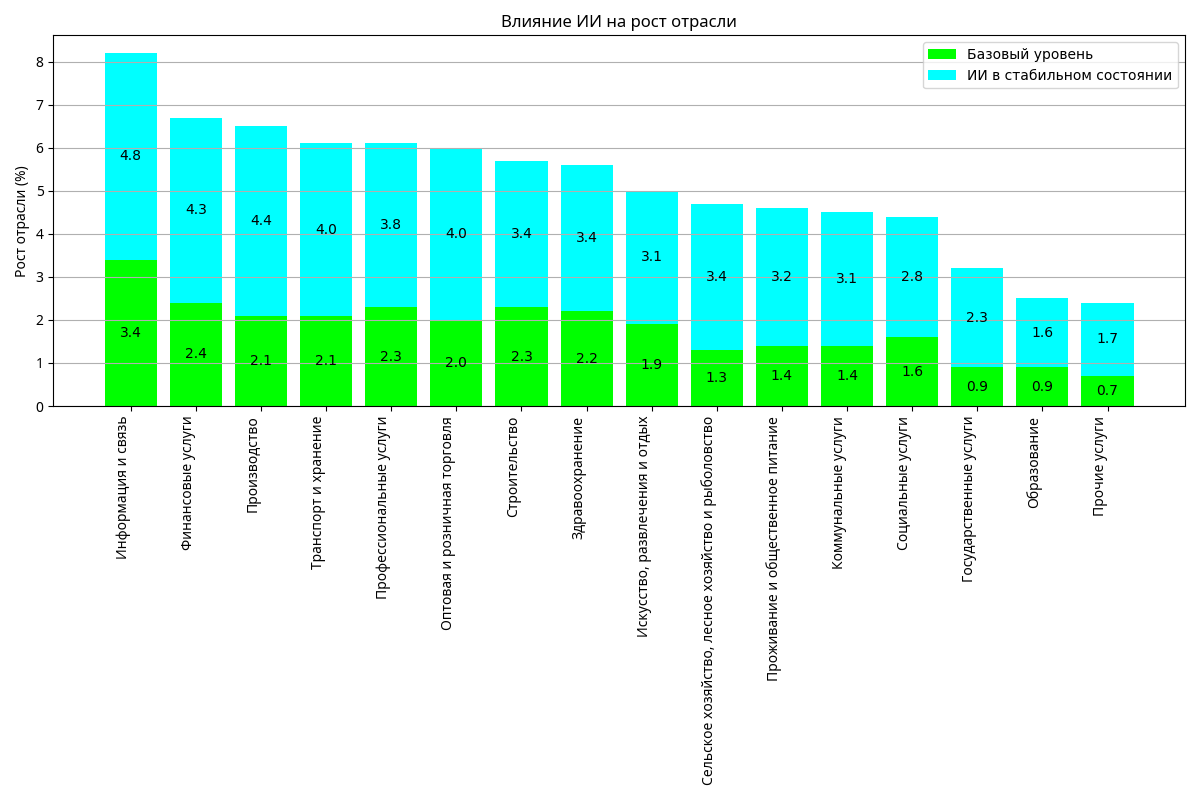 Влияние ИИ на рост отрасли
Базовый уровень
ИИ в стабильном состоянии
Рост отрасли (%)
8
7
6
5
4
3
2
1
0
4.8
4.3
4.4
4.0
3.8
4.0
3.4
3.4
3.1
3.4
3.2
3.1
2.8
2.3
1.6
1.7
3.4
2.4
2.1
2.1
2.3
2.0
2.3
2.2
1.9
1.3
1.4
1.4
1.6
0.9
0.9
0.7
Информация и связь
Финансовые услуги
Производство
Транспорт и хранение
Профессиональные услуги
Оптовая и розничная торговля
Строительство
Здравоохранение
Искусство, развлечения и отдых
Сельское хозяйство, лесное хозяйство и рыболовство
Проживание и общественное питание
Коммунальные услуги
Социальные услуги
Государственные услуги
Образование
Прочие услуги